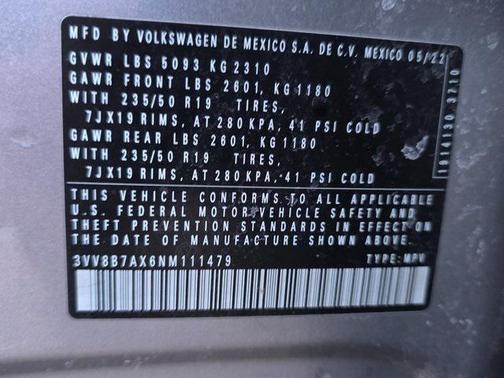 MFD BY VOLKSWAGEN DE MEXICO S.A. DE C.V. MEXICO 05/22
GVWR LBS 5093 KG 2310
GAWR FRONT LBS 2601, KG 1180
WITH 235/50 R19 TIRES,
7JX19 RIMS, AT 280 KPA, 41 PSI COLD
GAWR REAR LBS 2601, KG 1180
WITH 235/50 R19 TIRES,
7JX19 RIMS, AT 280 KPA, 41 PSI COLD
THIS VEHICLE CONFORMS TO ALL APPLICABLE
U.S. FEDERAL MOTOR VEHICLE SAFETY AND
THEFT PREVENTION STANDARDS IN EFFECT ON
THE DATE OF MANUFACTURE SHOWN ABOVE.
3VV8B7AX6NM111479 TYPE: MPV
1914130 3710